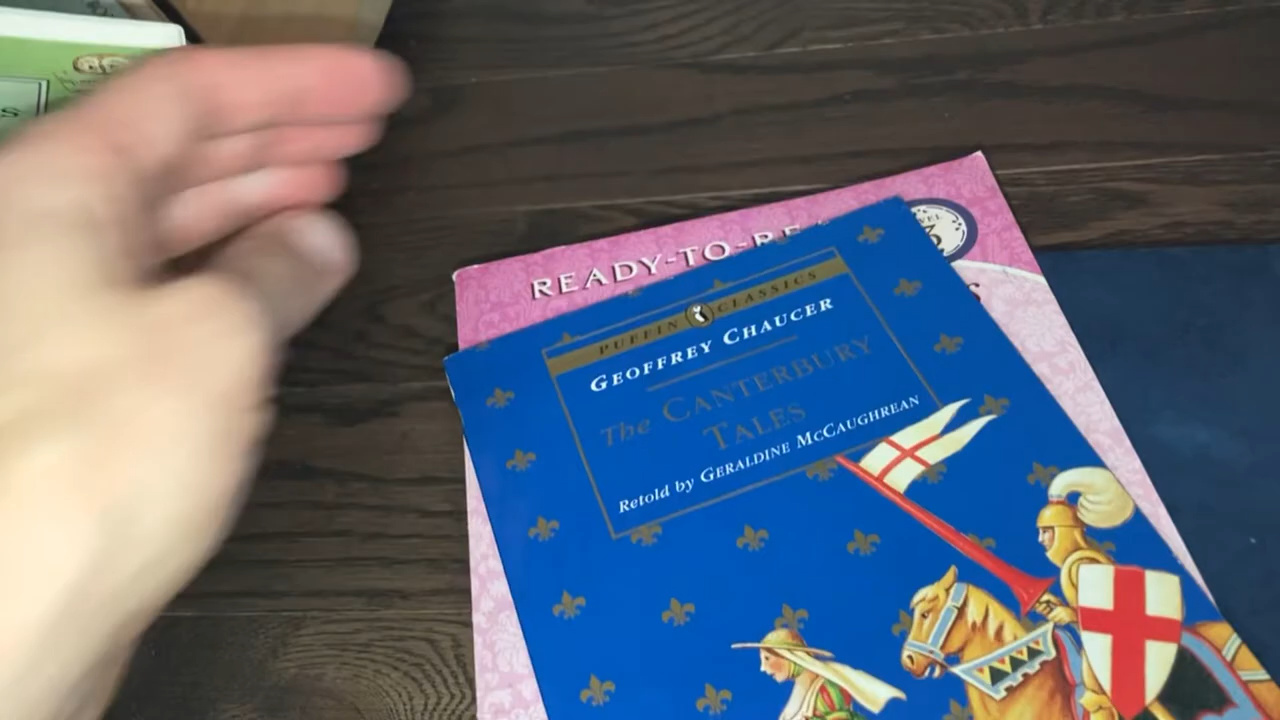 READY-TO-RE
PUFFIN CLASSICS
GEOFFREY CHAUCER
The CANTERBURY
TALES
Retold by GERALDINE MCCAUGHREAN